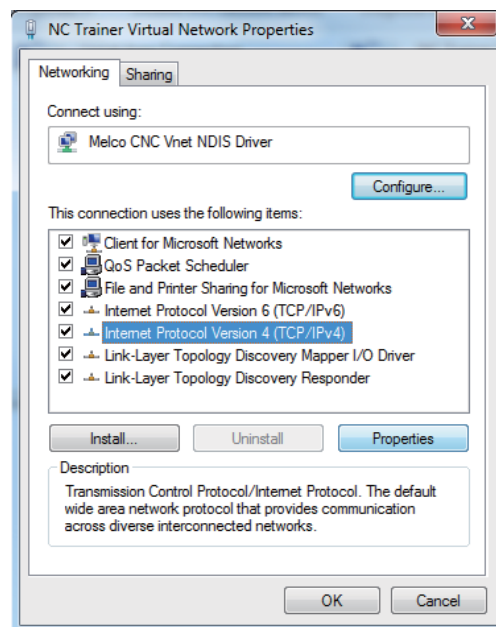 NC Trainer Virtual Network Properties
Networking Sharing
Connect using:
Melco CNC Vnet NDIS Driver
Configure...
This connection uses the following items:
Client for Microsoft Networks
QoS Packet Scheduler
File and Printer Sharing for Microsoft Networks
Internet Protocol Version 6 (TCP/IPv6)
Internet Protocol Version 4 (TCP/IPv4)
Link-Layer Topology Discovery Mapper I/O Driver
Link-Layer Topology Discovery Responder
Install... Uninstall Properties
Description
Transmission Control Protocol/Internet Protocol. The default
wide area network protocol that provides communication
across diverse interconnected networks.
OK Cancel